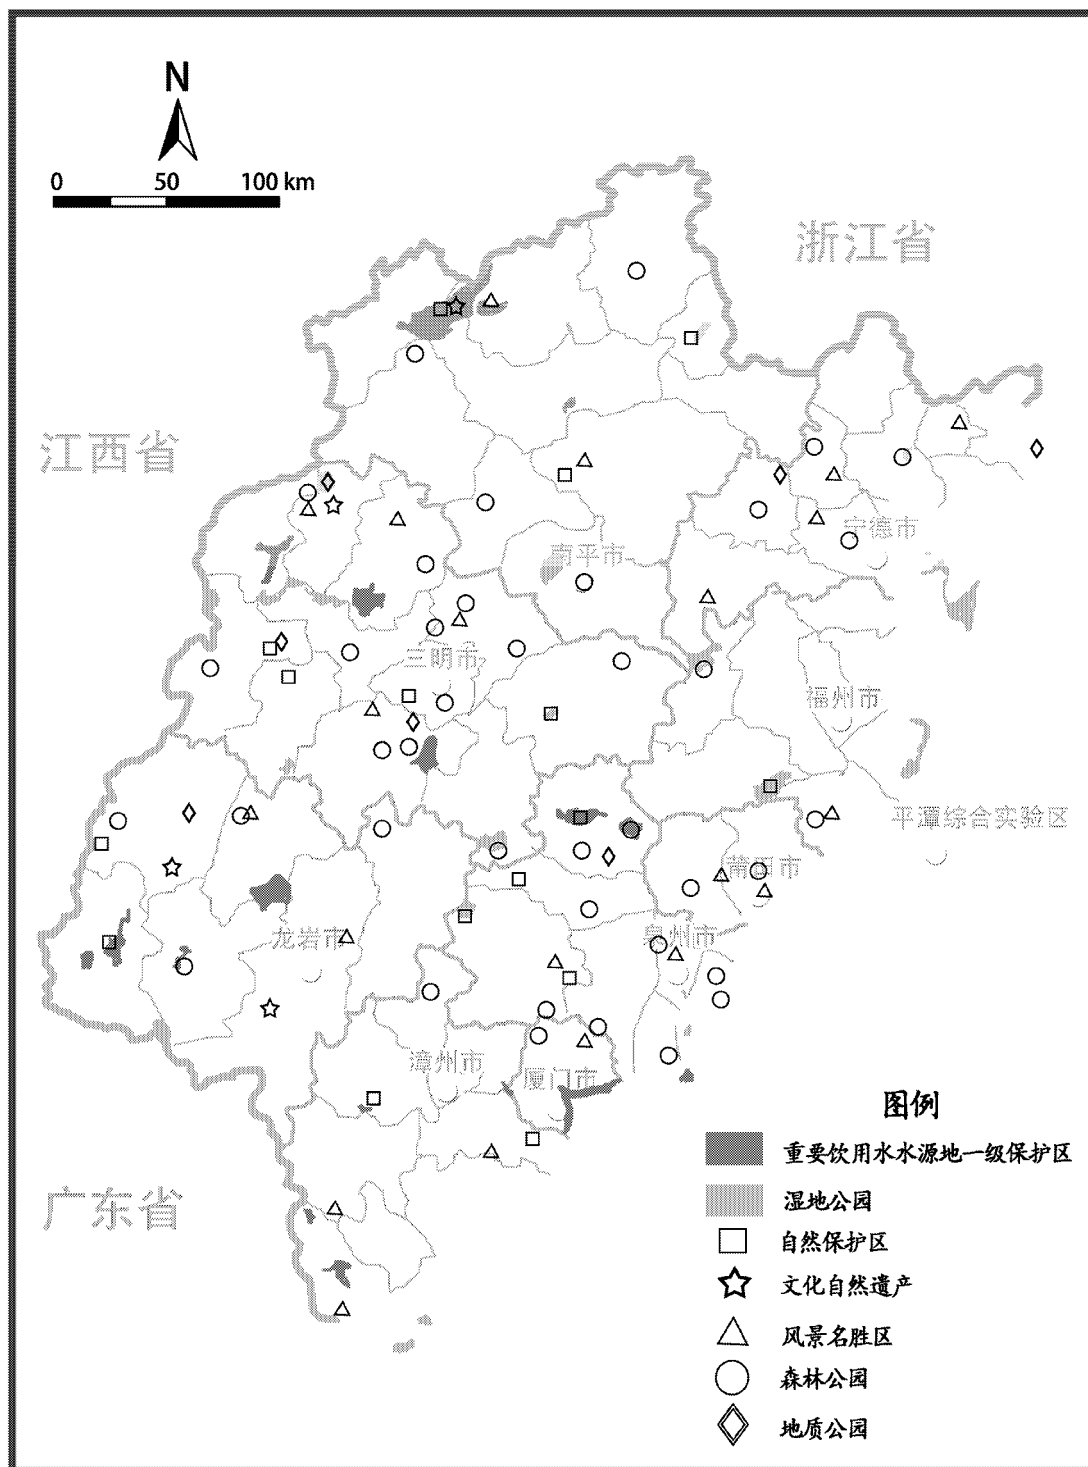 N
0 50 100 km
浙江省
江西省
宁德市
南平市
三明市
福州市
平潭综合实验区
莆田市
龙岩市
泉州市
漳州市
厦门市
广东省
图例
重要饮用水水源地一级保护区
湿地公园
自然保护区
文化自然遗产
风景名胜区
森林公园
地质公园